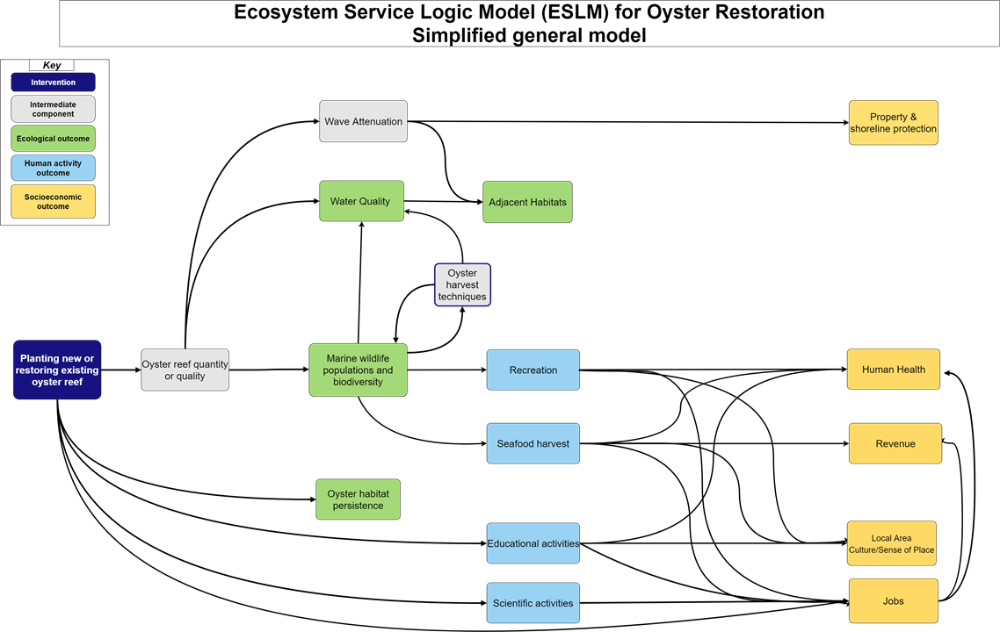 Ecosystem Service Logic Model (ESLM) for Oyster Restoration
Simplified general model
Key
Intervention
Intermediate
component
Ecological outcome
Human activity
outcome
Socioeconomic
outcome
Wave Attenuation
Property &
shoreline protection
Water Quality
Adjacent Habitats
Oyster
harvest
techniques
Planting new or
restoring existing
oyster reef
Oyster reef quantity
or quality
Marine wildlife
populations and
biodiversity
Recreation
Human Health
Seafood harvest
Revenue
Oyster habitat
persistence
Educational activities
Local Area
Culture/Sense of Place
Scientific activities
Jobs